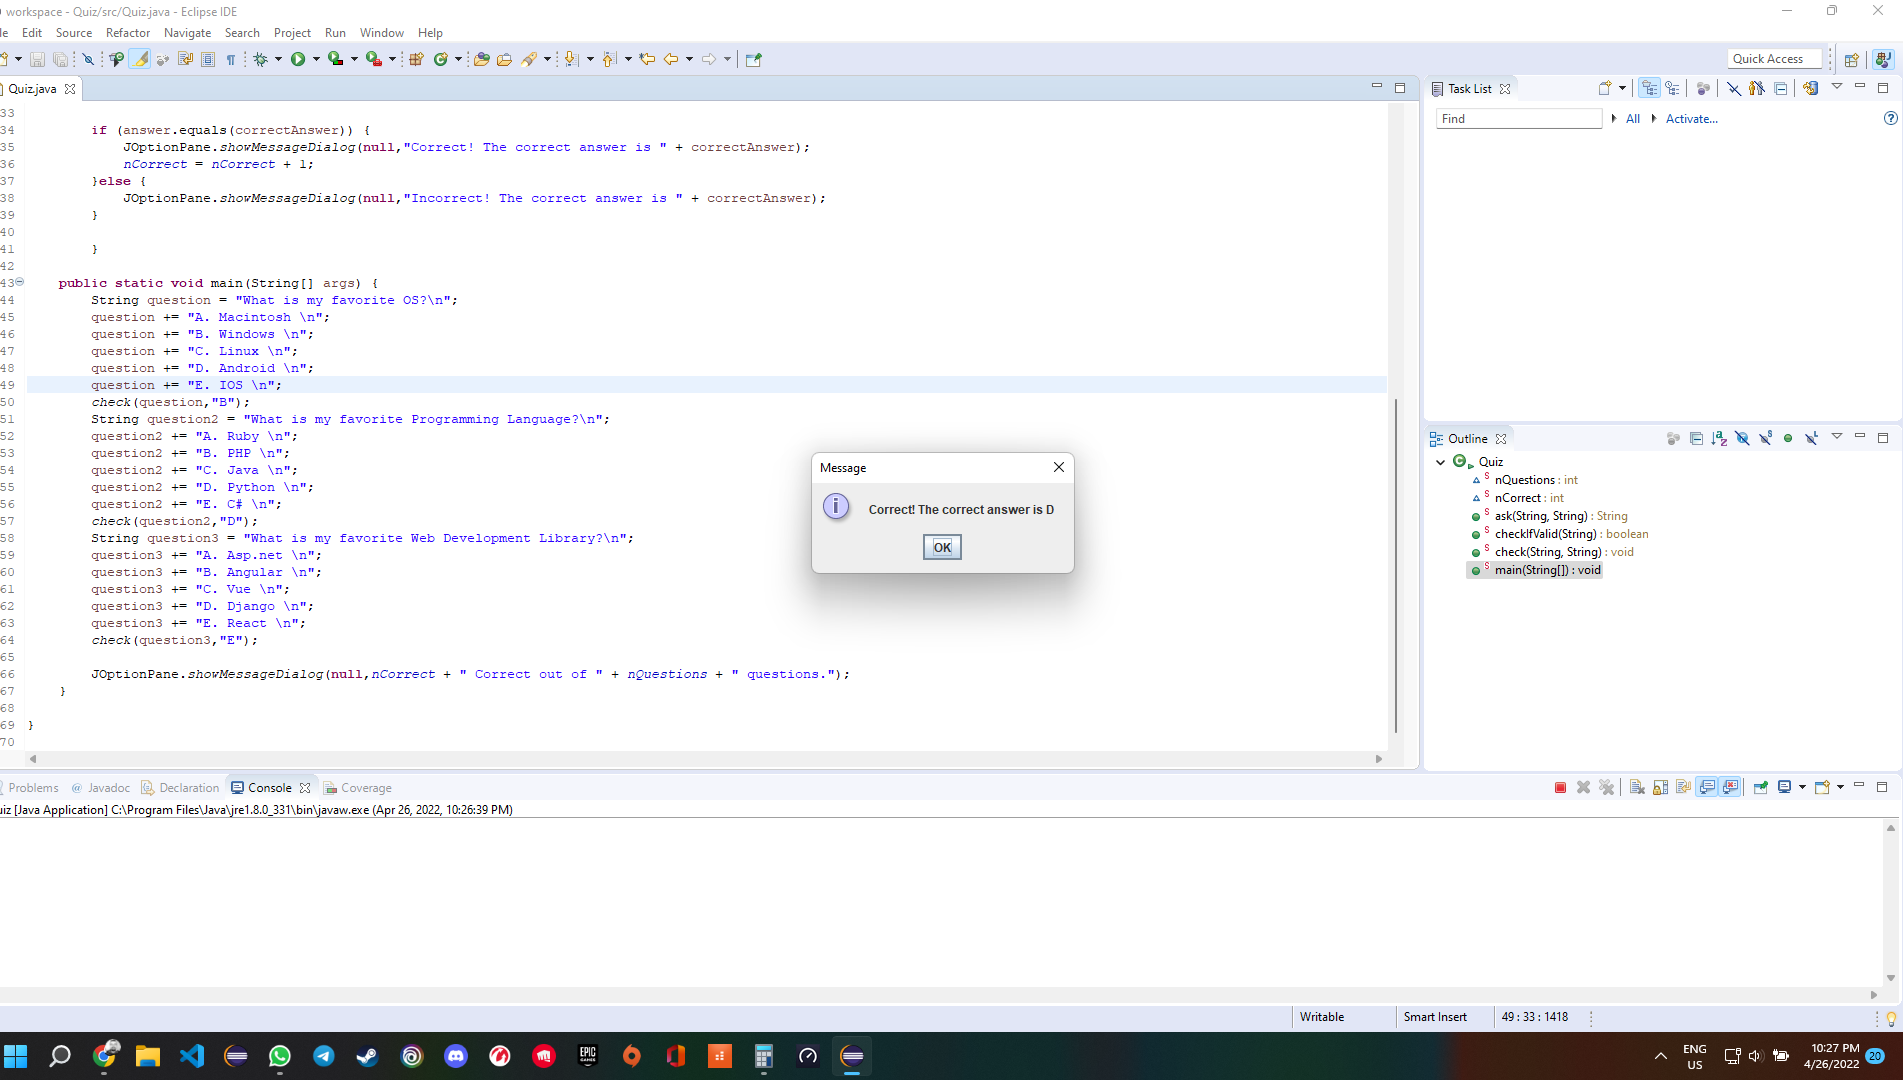 workspace - Quiz/src/Quiz.java - Eclipse IDE
Edit Source Refactor Navigate Search Project Run Window Help
Quick Access
Quiz.java
33
34 if (answer.equals(correctAnswer)) {
35 JOptionPane.showMessageDialog(null,"Correct! The correct answer is " + correctAnswer);
36 nCorrect = nCorrect + 1;
37 }else {
38 JOptionPane.showMessageDialog(null,"Incorrect! The correct answer is " + correctAnswer);
39 }
40
41 }
42
43 public static void main(String[] args) {
44 String question = "What is my favorite OS?\n";
45 question += "A. Macintosh \n";
46 question += "B. Windows \n";
47 question += "C. Linux \n";
48 question += "D. Android \n";
49 question += "E. IOS \n";
50 check(question,"B");
51 String question2 = "What is my favorite Programming Language?\n";
52 question2 += "A. Ruby \n";
53 question2 += "B. PHP \n";
54 question2 += "C. Java \n";
55 question2 += "D. Python \n";
56 question2 += "E. C# \n";
57 check(question2,"D");
58 String question3 = "What is my favorite Web Development Library?\n";
59 question3 += "A. Asp.net \n";
60 question3 += "B. Angular \n";
61 question3 += "C. Vue \n";
62 question3 += "D. Django \n";
63 question3 += "E. React \n";
64 check(question3,"E");
65
66 JOptionPane.showMessageDialog(null,nCorrect + " Correct out of " + nQuestions + " questions.");
67 }
68
69 }
70
Message
Correct! The correct answer is D
OK
Task List
Find
All
Activate...
Outline
Quiz
nQuestions : int
nCorrect : int
ask(String, String) : String
checkIfValid(String) : boolean
check(String, String) : void
main(String[]) : void
Problems @ Javadoc Declaration Console Coverage
uiz [Java Application] C:\Program Files\Java\jre1.8.0_331\bin\javaw.exe (Apr 26, 2022, 10:26:39 PM)
Writable
Smart Insert
49 : 33 : 1418
EPIC
GAMES
ENG
US
10:27 PM
4/26/2022
20